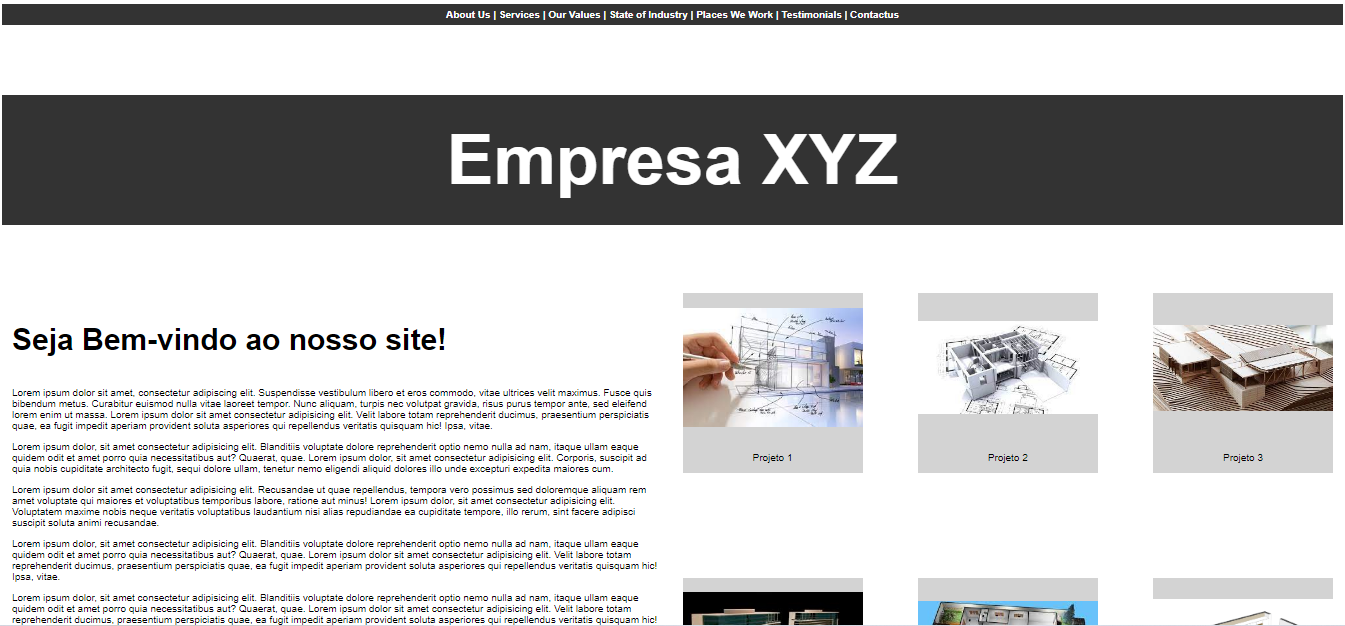 About Us | Services | Our Values | State of Industry | Places We Work | Testimonials | Contactus
Empresa XYZ
Seja Bem-vindo ao nosso site!
Lorem ipsum dolor sit amet, consectetur adipiscing elit. Suspendisse vestibulum libero et eros commodo, vitae ultrices velit maximus. Fusce quis
bibendum metus. Curabitur euismod nulla vitae laoreet tempor. Nunc aliquam, turpis nec volutpat gravida, risus purus tempor ante, sed eleifend
lorem enim ut massa. Lorem ipsum dolor sit amet consectetur adipisicing elit. Velit labore totam reprehenderit ducimus, praesentium perspiciatis
quae, ea fugit impedit aperiam provident soluta asperiores qui repellendus veritatis quisquam hic! Ipsa, vitae.
Lorem ipsum dolor, sit amet consectetur adipisicing elit. Blanditiis voluptate dolore reprehenderit optio nemo nulla ad nam, itaque ullam eaque
quidem odit et amet porro quia necessitatibus aut? Quaerat, quae. Lorem ipsum dolor, sit amet consectetur adipisicing elit. Corporis, suscipit ad
quia nobis cupiditate architecto fugit, sequi dolore ullam, tenetur nemo eligendi aliquid dolores illo unde excepturi expedita maiores cum.
Lorem ipsum dolor sit amet consectetur adipisicing elit. Recusandae ut quae repellendus, tempora vero possimus sed doloremque aliquam rem
amet voluptate qui maiores et voluptatibus temporibus labore, ratione aut minus! Lorem ipsum dolor, sit amet consectetur adipisicing elit.
Voluptatem maxime nobis neque veritatis voluptatibus laudantium nisi alias repudiandae ea cupiditate tempore, illo rerum, sint facere adipisci
suscipit soluta animi recusandae.
Lorem ipsum dolor, sit amet consectetur adipisicing elit. Blanditiis voluptate dolore reprehenderit optio nemo nulla ad nam, itaque ullam eaque
quidem odit et amet porro quia necessitatibus aut? Quaerat, quae. Lorem ipsum dolor sit amet consectetur adipisicing elit. Velit labore totam
reprehenderit ducimus, praesentium perspiciatis quae, ea fugit impedit aperiam provident soluta asperiores qui repellendus veritatis quisquam hic!
Ipsa, vitae.
Lorem ipsum dolor, sit amet consectetur adipisicing elit. Blanditiis voluptate dolore reprehenderit optio nemo nulla ad nam, itaque ullam eaque
quidem odit et amet porro quia necessitatibus aut? Quaerat, quae. Lorem ipsum dolor sit amet consectetur adipisicing elit. Velit labore totam
reprehenderit ducimus, praesentium perspiciatis quae, ea fugit impedit aperiam provident soluta asperiores qui repellendus veritatis quisquam hic!
Projeto 1
Projeto 2
Projeto 3